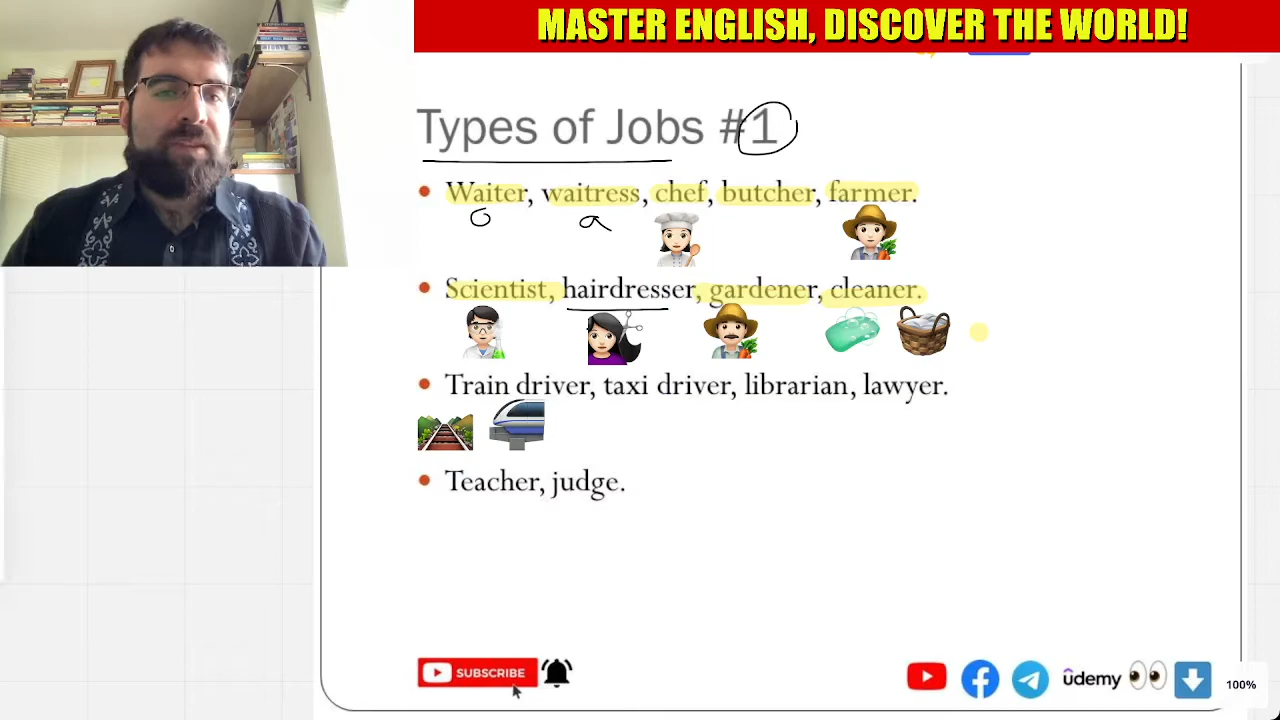 MASTER ENGLISH, DISCOVER THE WORLD!
Types of Jobs #1
Waiter, waitress, chef, butcher, farmer.
o a
Scientist, hairdresser, gardener, cleaner.
Train driver, taxi driver, librarian, lawyer.
Teacher, judge.
SUBSCRIBE
ûdemy
100%